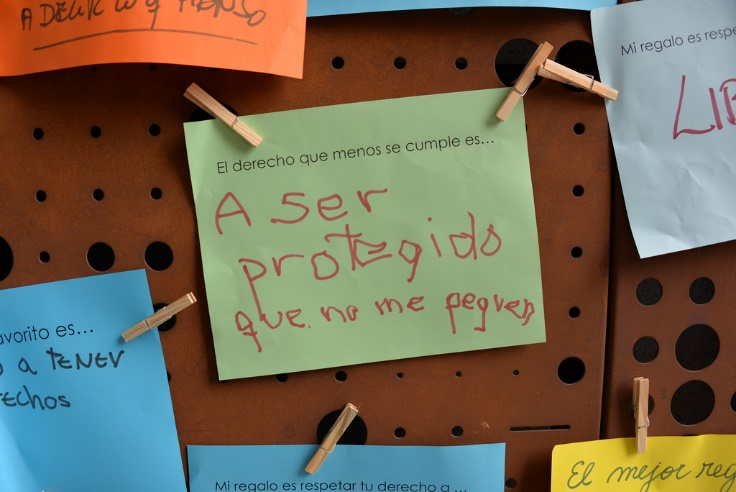 A DECIR LO q PIENSO
El derecho que menos se cumple es...
A ser
protegido
que. no me peguen
Mi regalo es respe
LIB
avorito es...
a TENER
rechos
Mi regalo es respetar tu derecho a ...
El mejor reg